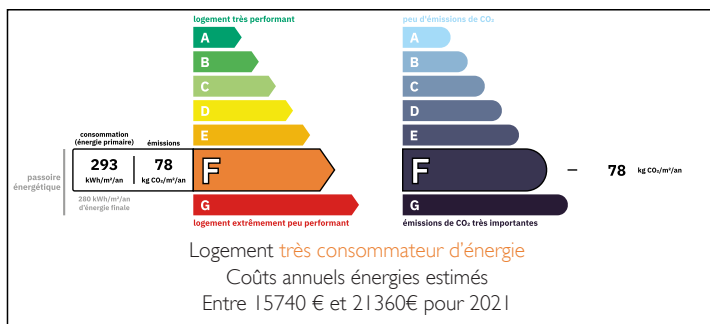 logement très performant
A
B
C
D
E
consommation
(énergie primaire)
émissions
293
kWh/m²/an
78
kg CO₂/m²/an
F
passoire
énergétique
280 kWh/m²/an
d'énergie finale
G
logement extrêmement peu performant
peu d'émissions de CO₂
A
B
C
D
E
F
78 kg CO₂/m²/an
G
émissions de CO₂ très importantes
Logement très consommateur d'énergie
Coûts annuels énergies estimés
Entre 15740 € et 21360€ pour 2021